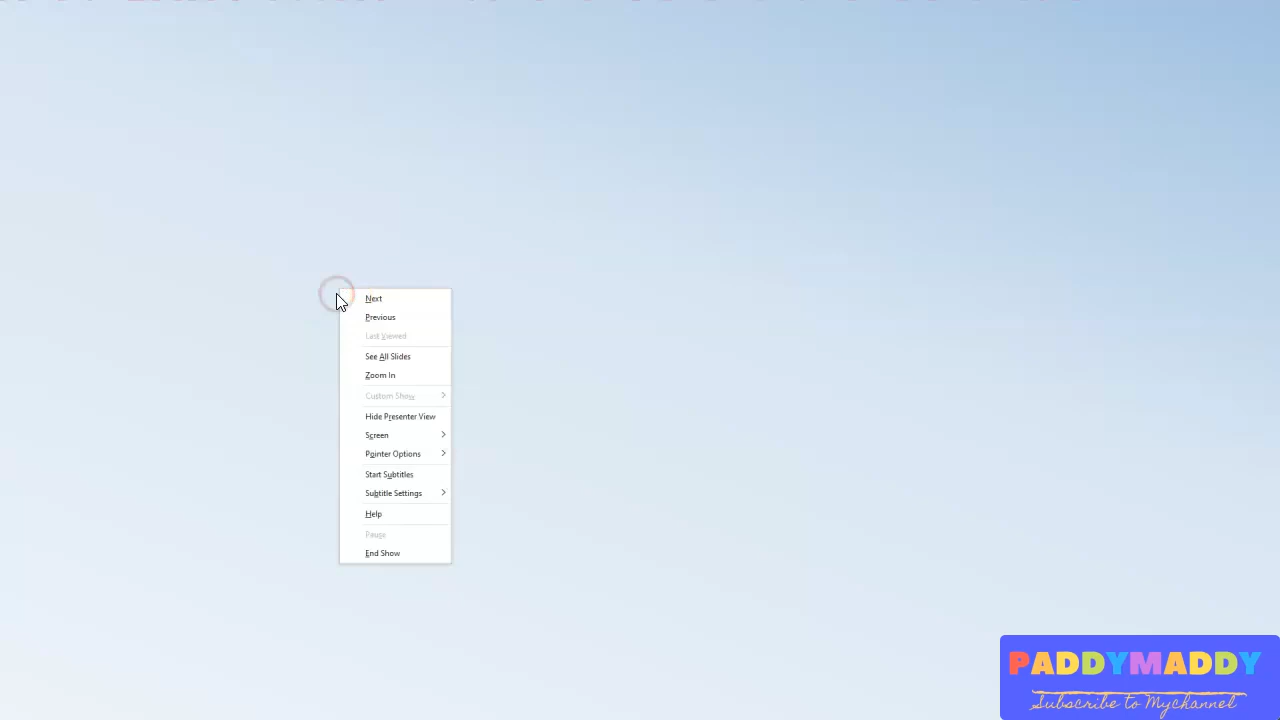 Next
Previous
Last Viewed
See All Slides
Zoom In
Custom Show
Hide Presenter View
Screen
Pointer Options
Start Subtitles
Subtitle Settings
Help
Pause
End Show
PADDYMADDY
Subscribe to Mychannel